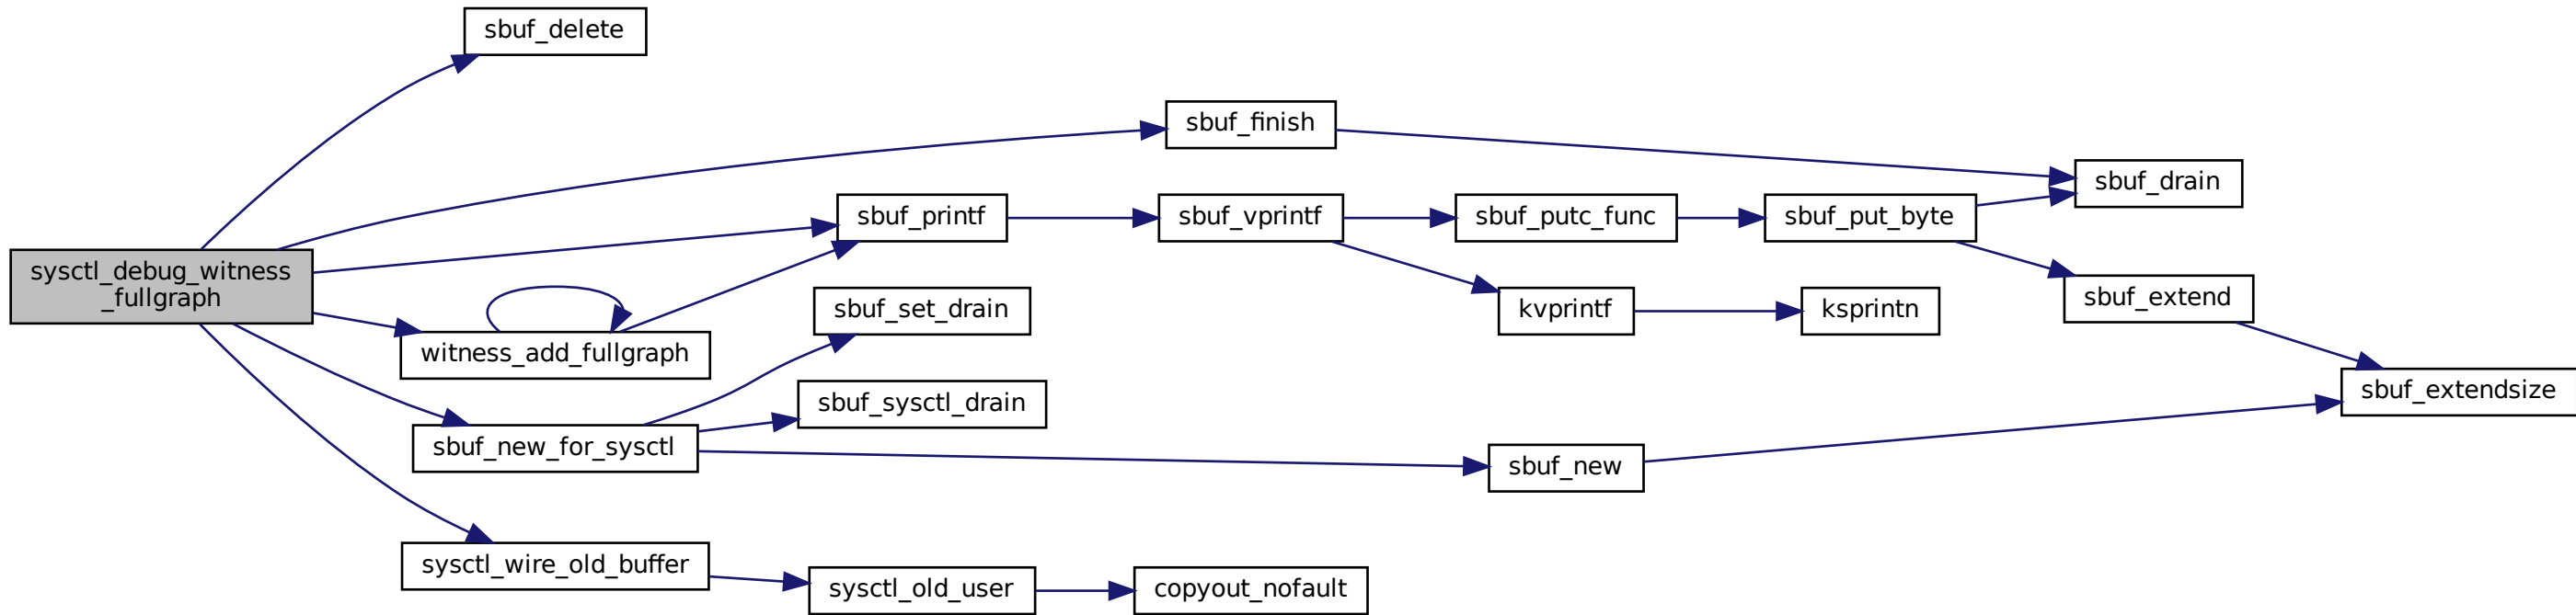 sbuf_delete
sbuf_finish
sbuf_drain
sbuf_printf
sbuf_vprintf
sbuf_putc_func
sbuf_put_byte
sysctl_debug_witness
_fullgraph
sbuf_extend
sbuf_set_drain
kvprintf
ksprintn
witness_add_fullgraph
sbuf_extendsize
sbuf_sysctl_drain
sbuf_new_for_sysctl
sbuf_new
sysctl_wire_old_buffer
sysctl_old_user
copyout_nofault